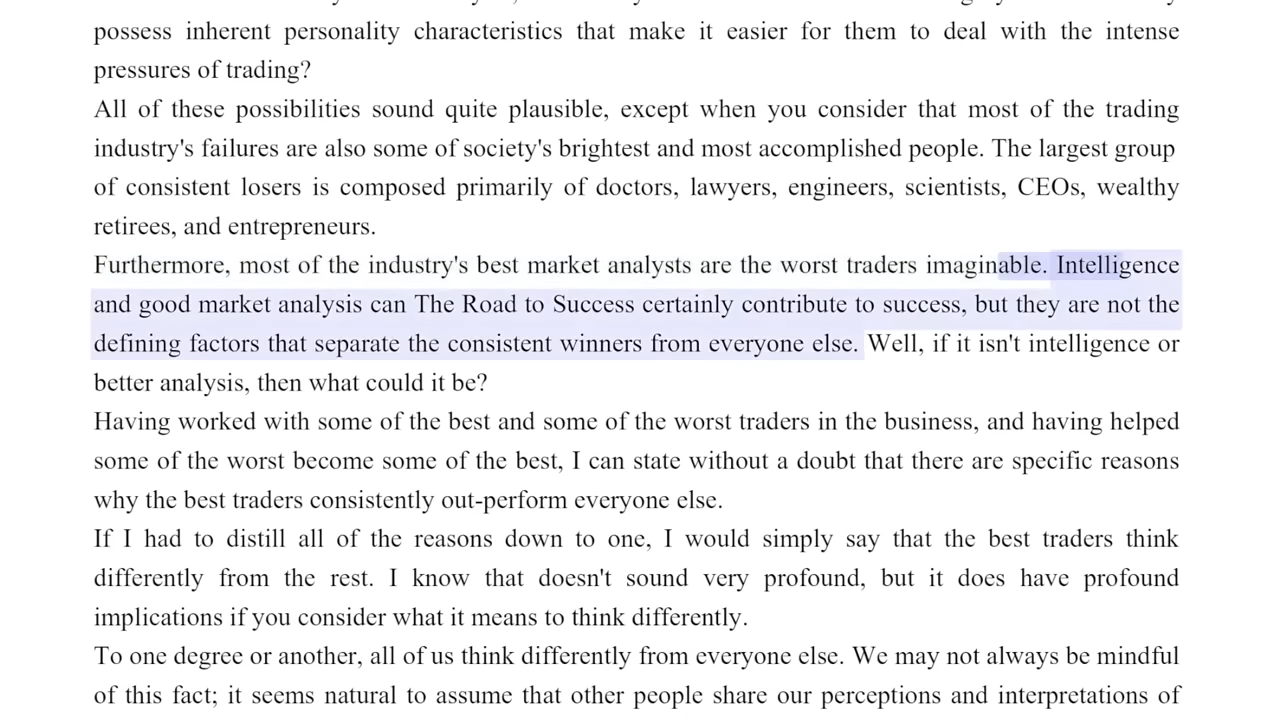 possess inherent personality characteristics that make it easier for them to deal with the intense
pressures of trading?
All of these possibilities sound quite plausible, except when you consider that most of the trading
industry's failures are also some of society's brightest and most accomplished people. The largest group
of consistent losers is composed primarily of doctors, lawyers, engineers, scientists, CEOs, wealthy
retirees, and entrepreneurs.
Furthermore, most of the industry's best market analysts are the worst traders imaginable. Intelligence
and good market analysis can The Road to Success certainly contribute to success, but they are not the
defining factors that separate the consistent winners from everyone else. Well, if it isn't intelligence or
better analysis, then what could it be?
Having worked with some of the best and some of the worst traders in the business, and having helped
some of the worst become some of the best, I can state without a doubt that there are specific reasons
why the best traders consistently out-perform everyone else.
If I had to distill all of the reasons down to one, I would simply say that the best traders think
differently from the rest. I know that doesn't sound very profound, but it does have profound
implications if you consider what it means to think differently.
To one degree or another, all of us think differently from everyone else. We may not always be mindful
of this fact; it seems natural to assume that other people share our perceptions and interpretations of